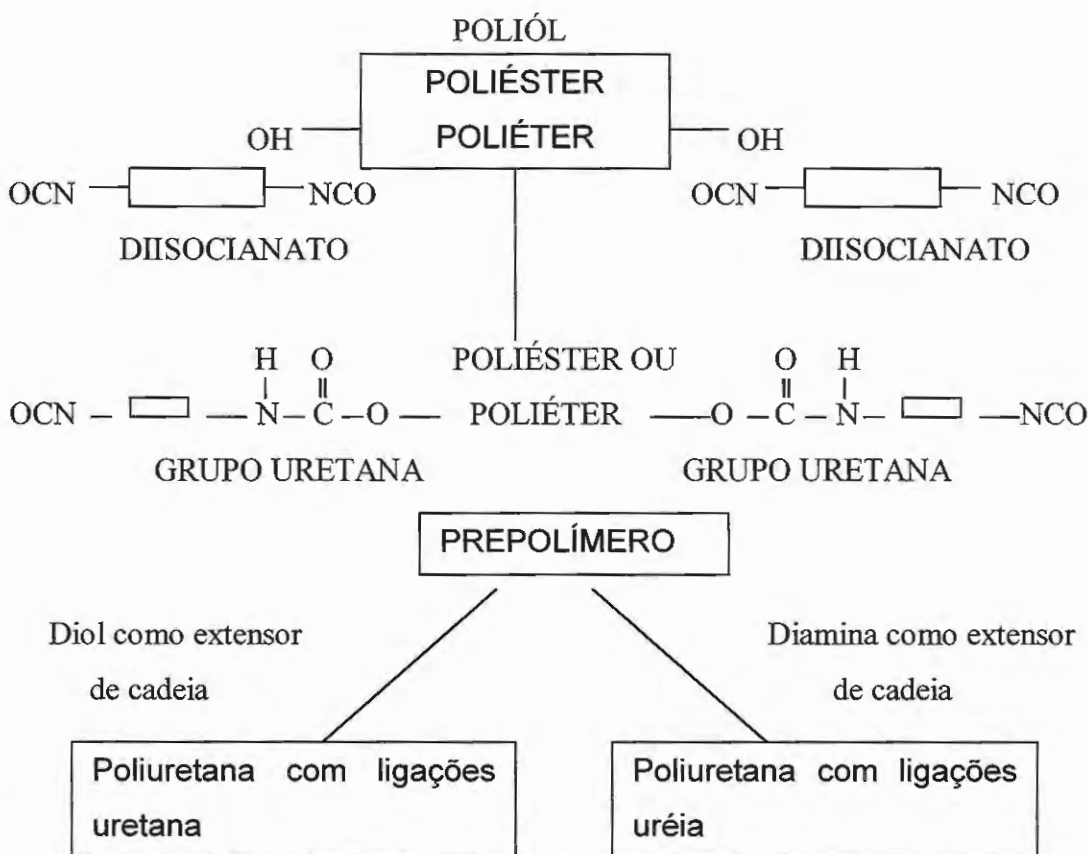 POLIÓL
POLIÉSTER
POLIÉTER
OH
OH
OCN NCO
OCN NCO
DIISOCIANATO
DIISOCIANATO
H O
POLIÉSTER OU
O H
OCN – – N – C – O – POLIÉTER – O – C – N – – NCO
GRUPO URETANA
GRUPO URETANA
PREPOLÍMERO
Diol como extensor
de cadeia
Diamina como extensor
de cadeia
Poliuretana com ligações
uretana
Poliuretana com ligações
uréia